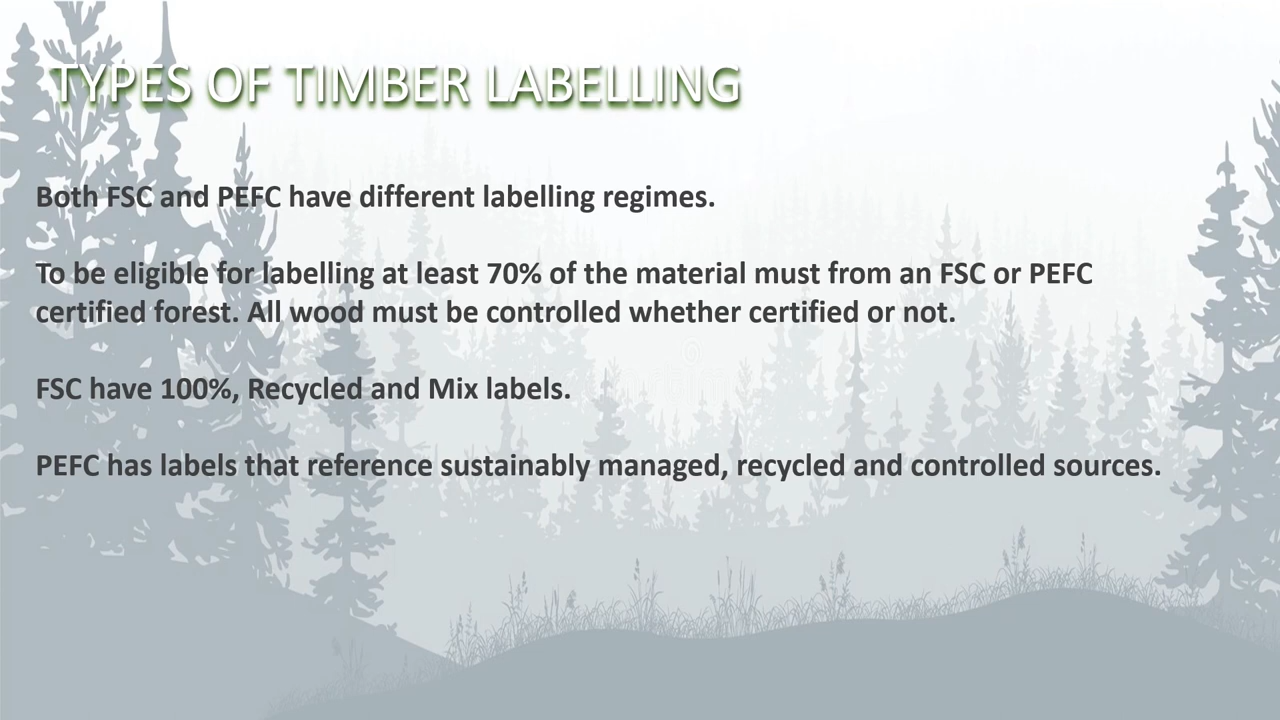 TYPES OF TIMBER LABELLING
Both FSC and PEFC have different labelling regimes.
To be eligible for labelling at least 70% of the material must from an FSC or PEFC
certified forest. All wood must be controlled whether certified or not.
FSC have 100%, Recycled and Mix labels.
PEFC has labels that reference sustainably managed, recycled and controlled sources.